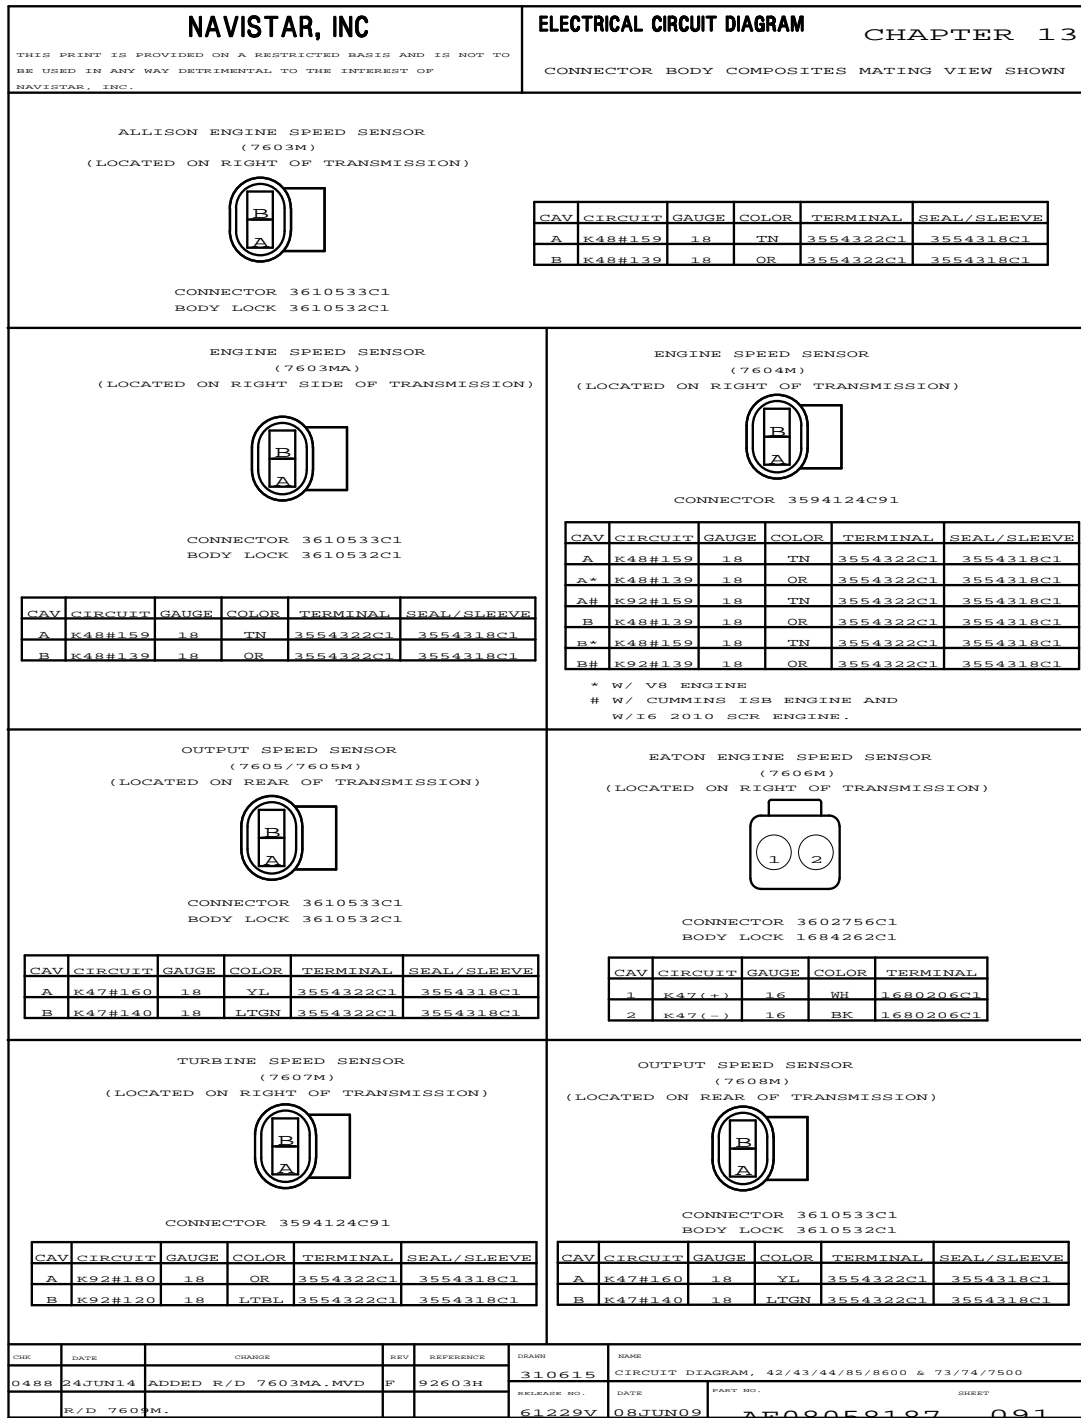 NAVISTAR, INC
THIS PRINT IS PROVIDED ON A RESTRICTED BASIS AND IS NOT TO
BE USED IN ANY WAY DETRIMENTAL TO THE INTEREST OF
NAVISTAR, INC.
ELECTRICAL CIRCUIT DIAGRAM
CHAPTER 13
CONNECTOR BODY COMPOSITES MATING VIEW SHOWN
ALLISON ENGINE SPEED SENSOR
(7603M)
(LOCATED ON RIGHT OF TRANSMISSION)
B
A
CONNECTOR 3610533C1
BODY LOCK 3610532C1
CAV CIRCUIT GAUGE COLOR TERMINAL SEAL/SLEEVE
A K48#159 18 TN 3554322C1 3554318C1
B K48#139 18 OR 3554322C1 3554318C1
ENGINE SPEED SENSOR
(7603MA)
(LOCATED ON RIGHT SIDE OF TRANSMISSION)
B
A
CONNECTOR 3610533C1
BODY LOCK 3610532C1
CAV CIRCUIT GAUGE COLOR TERMINAL SEAL/SLEEVE
A K48#159 18 TN 3554322C1 3554318C1
B K48#139 18 OR 3554322C1 3554318C1
ENGINE SPEED SENSOR
(7604M)
(LOCATED ON RIGHT OF TRANSMISSION)
B
A
CONNECTOR 3594124C91
CAV CIRCUIT GAUGE COLOR TERMINAL SEAL/SLEEVE
A K48#159 18 TN 3554322C1 3554318C1
A* K48#139 18 OR 3554322C1 3554318C1
A# K92#159 18 TN 3554322C1 3554318C1
B K48#139 18 OR 3554322C1 3554318C1
B* K48#159 18 TN 3554322C1 3554318C1
B# K92#139 18 OR 3554322C1 3554318C1
* W/ V8 ENGINE
# W/ CUMMINS ISB ENGINE AND
W/I6 2010 SCR ENGINE.
OUTPUT SPEED SENSOR
(7605/7605M)
(LOCATED ON REAR OF TRANSMISSION)
B
A
CONNECTOR 3610533C1
BODY LOCK 3610532C1
CAV CIRCUIT GAUGE COLOR TERMINAL SEAL/SLEEVE
A K47#160 18 YL 3554322C1 3554318C1
B K47#140 18 LTGN 3554322C1 3554318C1
EATON ENGINE SPEED SENSOR
(7606M)
(LOCATED ON RIGHT OF TRANSMISSION)
1 2
CONNECTOR 3602756C1
BODY LOCK 1684262C1
CAV CIRCUIT GAUGE COLOR TERMINAL
1 K47(+) 16 WH 1680206C1
2 K47(-) 16 BK 1680206C1
TURBINE SPEED SENSOR
(7607M)
(LOCATED ON RIGHT OF TRANSMISSION)
B
A
CONNECTOR 3594124C91
CAV CIRCUIT GAUGE COLOR TERMINAL SEAL/SLEEVE
A K92#180 18 OR 3554322C1 3554318C1
B K92#120 18 LTBL 3554322C1 3554318C1
OUTPUT SPEED SENSOR
(7608M)
(LOCATED ON REAR OF TRANSMISSION)
B
A
CONNECTOR 3610533C1
BODY LOCK 3610532C1
CAV CIRCUIT GAUGE COLOR TERMINAL SEAL/SLEEVE
A K47#160 18 YL 3554322C1 3554318C1
B K47#140 18 LTGN 3554322C1 3554318C1
CHK DATE CHANGE REV REFERENCE
0488 24JUN14 ADDED R/D 7603MA.MVD F 92603H
R/D 7609M.
DRAWN NAME
310615 CIRCUIT DIAGRAM, 42/43/44/85/8600 & 73/74/7500
RELEASE NO. DATE PART NO. SHEET
61229V 08JUN09 AE08058187 091